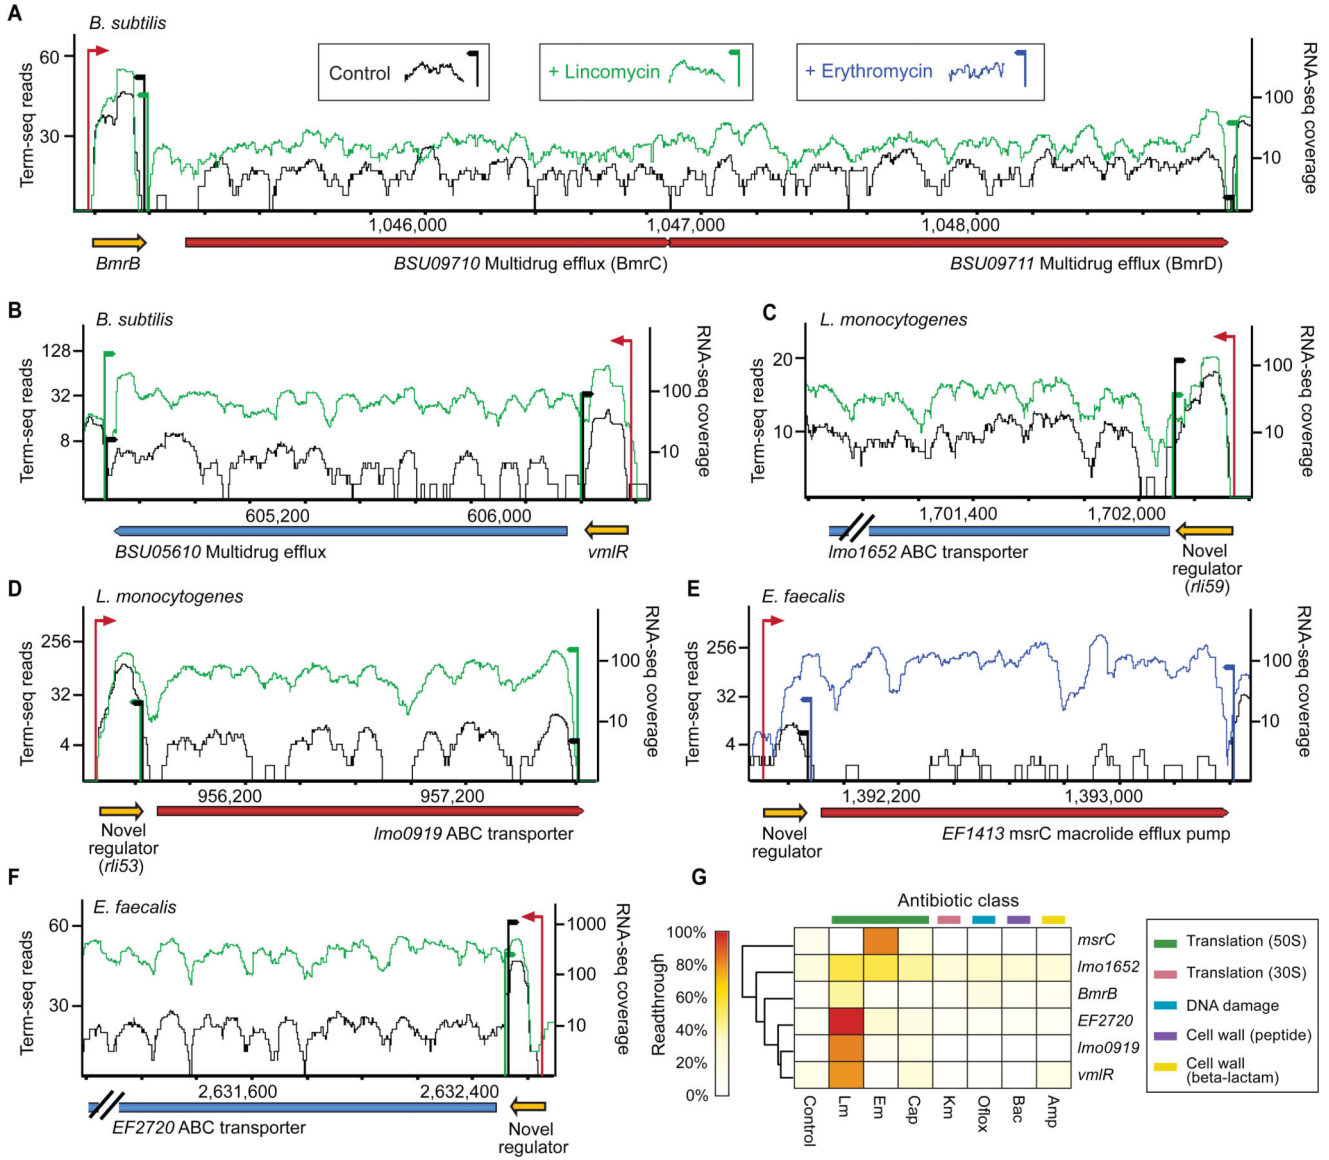 A
B. subtilis
Term-seq reads
60
30
Control
+ Lincomycin
+ Erythromycin
100
10
RNA-seq coverage
1,046,000
1,047,000
1,048,000
BmrB
BSU09710 Multidrug efflux (BmrC)
BSU09711 Multidrug efflux (BmrD)
B
B. subtilis
Term-seq reads
128
32
8
100
10
RNA-seq coverage
605,200
606,000
BSU05610 Multidrug efflux
vmlR
C
L. monocytogenes
Term-seq reads
20
10
100
10
RNA-seq coverage
1,701,400
1,702,000
lmo1652 ABC transporter
Novel
regulator
(rli59)
D
L. monocytogenes
Term-seq reads
256
32
4
100
10
RNA-seq coverage
956,200
957,200
Novel
regulator
(rli53)
lmo0919 ABC transporter
E
E. faecalis
Term-seq reads
256
32
4
100
10
RNA-seq coverage
1,392,200
1,393,000
Novel
regulator
EF1413 msrC macrolide efflux pump
F
E. faecalis
Term-seq reads
60
30
1000
100
10
RNA-seq coverage
2,631,600
2,632,400
EF2720 ABC transporter
Novel
regulator
G
Antibiotic class
Readthrough
100%
80%
60%
40%
20%
0%
msrC
lmo1652
BmrB
EF2720
lmo0919
vmlR
Control
Lm
Em
Cap
Km
Oflox
Bac
Amp
Translation (50S)
Translation (30S)
DNA damage
Cell wall (peptide)
Cell wall
(beta-lactam)